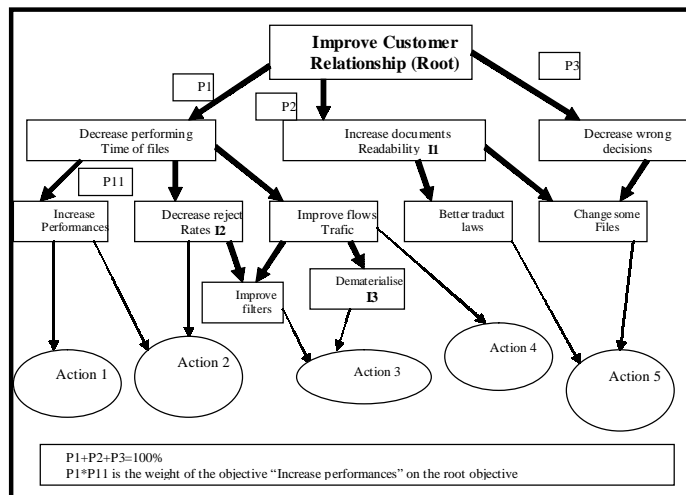 Improve Customer
Relationship (Root)
P1
P2
P3
Decrease performing
Time of files
Increase documents
Readability I1
Decrease wrong
decisions
P11
Increase
Performances
Decrease reject
Rates I2
Improve flows
Trafic
Better traduct
laws
Change some
Files
Improve
filters
Dematerialise
I3
Action 1
Action 2
Action 3
Action 4
Action 5
P1+P2+P3=100%
P1*P11 is the weight of the objective “Increase performances” on the root objective